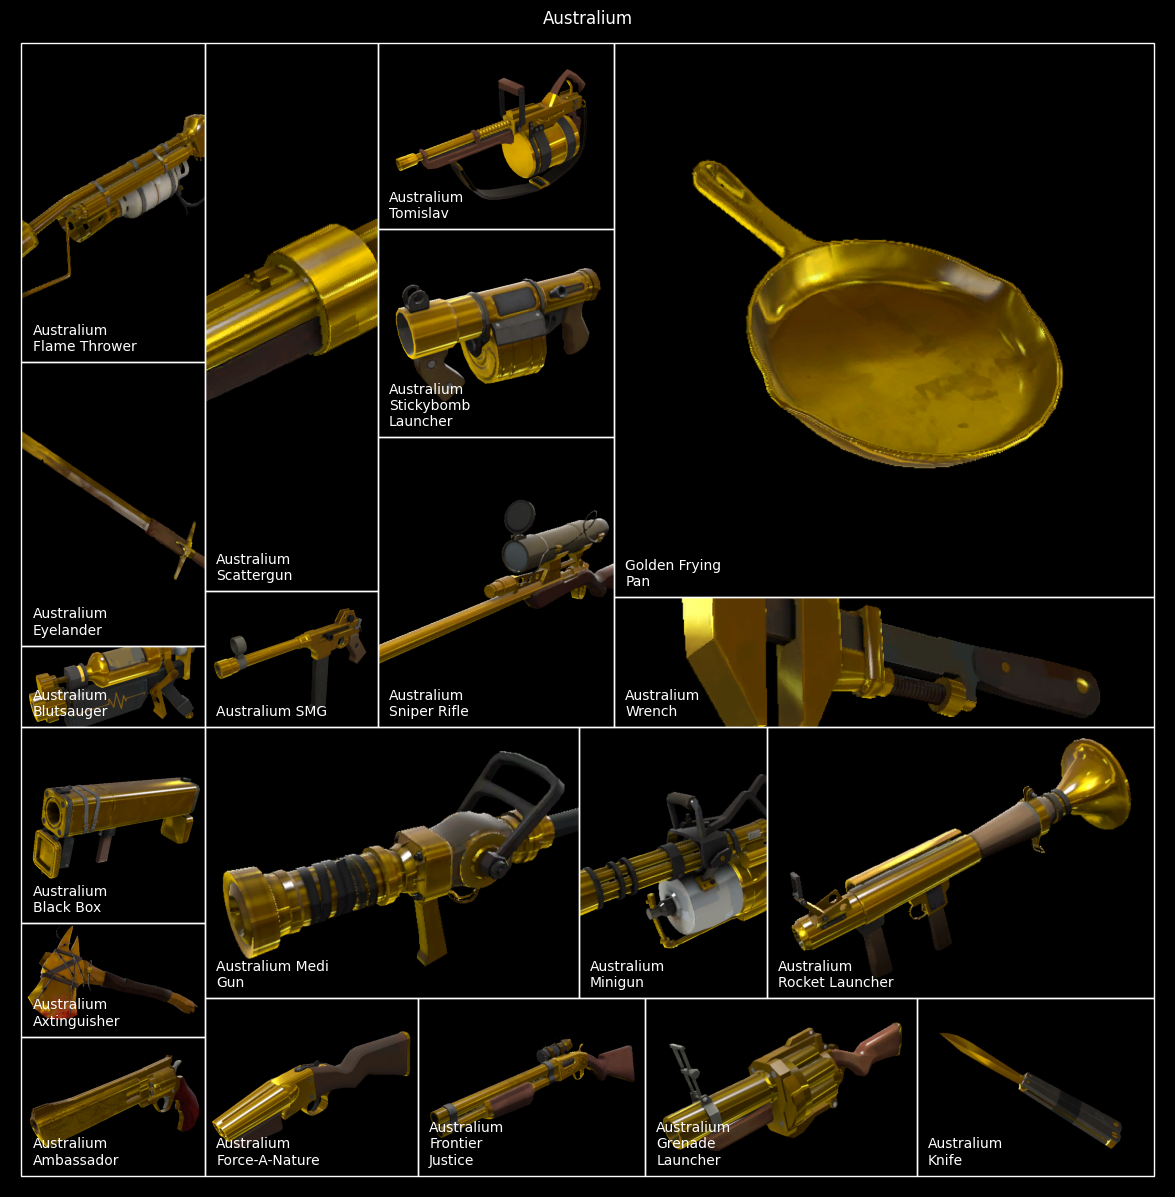 Australium
Australium
Flame Thrower
Australium
Scattergun
Australium
Tomislav
Australium
Stickybomb
Launcher
Golden Frying
Pan
Australium
Eyelander
Australium
Blutsauger
Australium SMG
Australium
Sniper Rifle
Australium
Wrench
Australium
Black Box
Australium Medi
Gun
Australium
Minigun
Australium
Rocket Launcher
Australium
Axtinguisher
Australium
Ambassador
Australium
Force-A-Nature
Australium
Frontier
Justice
Australium
Grenade
Launcher
Australium
Knife